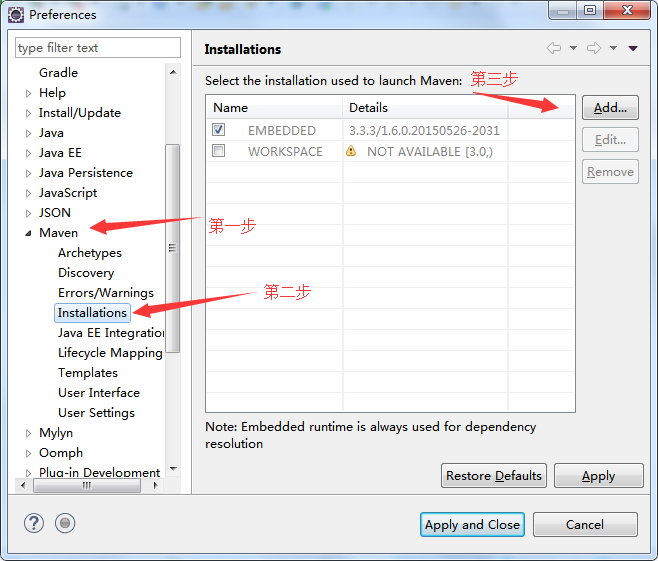 Preferences
type filter text
Gradle
Help
Install/Update
Java
Java EE
Java Persistence
JavaScript
JSON
Maven
第一步
Archetypes
Discovery
Errors/Warnings
第二步
Installations
Java EE Integration
Lifecycle Mapping
Templates
User Interface
User Settings
Mylyn
Oomph
Plug-in Development
Installations
Select the installation used to launch Maven:
第三步
Name Details
EMBEDDED 3.3.3/1.6.0.20150526-2031
WORKSPACE NOT AVAILABLE [3.0,)
Add...
Edit...
Remove
Note: Embedded runtime is always used for dependency
resolution
Restore Defaults Apply
Apply and Close Cancel